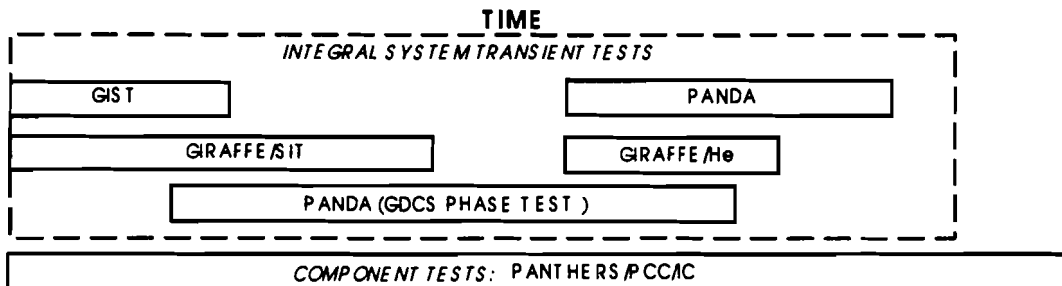 TIME
INTEGRAL SYSTEM TRANSIENT TESTS
GIST
PANDA
GIRAFFE/SIT
GIRAFFE/He
PANDA (GDCS PHASE TEST )
COMPONENT TESTS: PANTHERS/PCC/IC